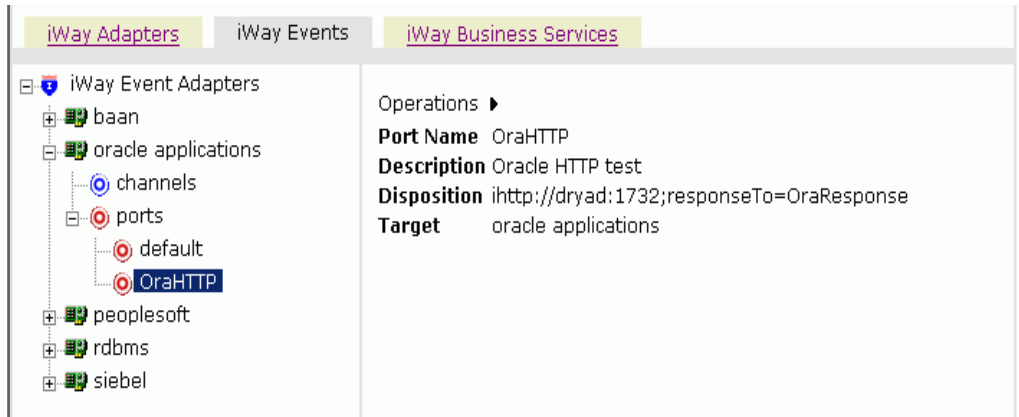 iWay Adapters iWay Events iWay Business Services
iWay Event Adapters
baan
oracle applications
channels
ports
default
OraHTTP
peoplesoft
rdbms
siebel
Operations
Port Name OraHTTP
Description Oracle HTTP test
Disposition ihttp://dryad:1732;responseTo=OraResponse
Target oracle applications